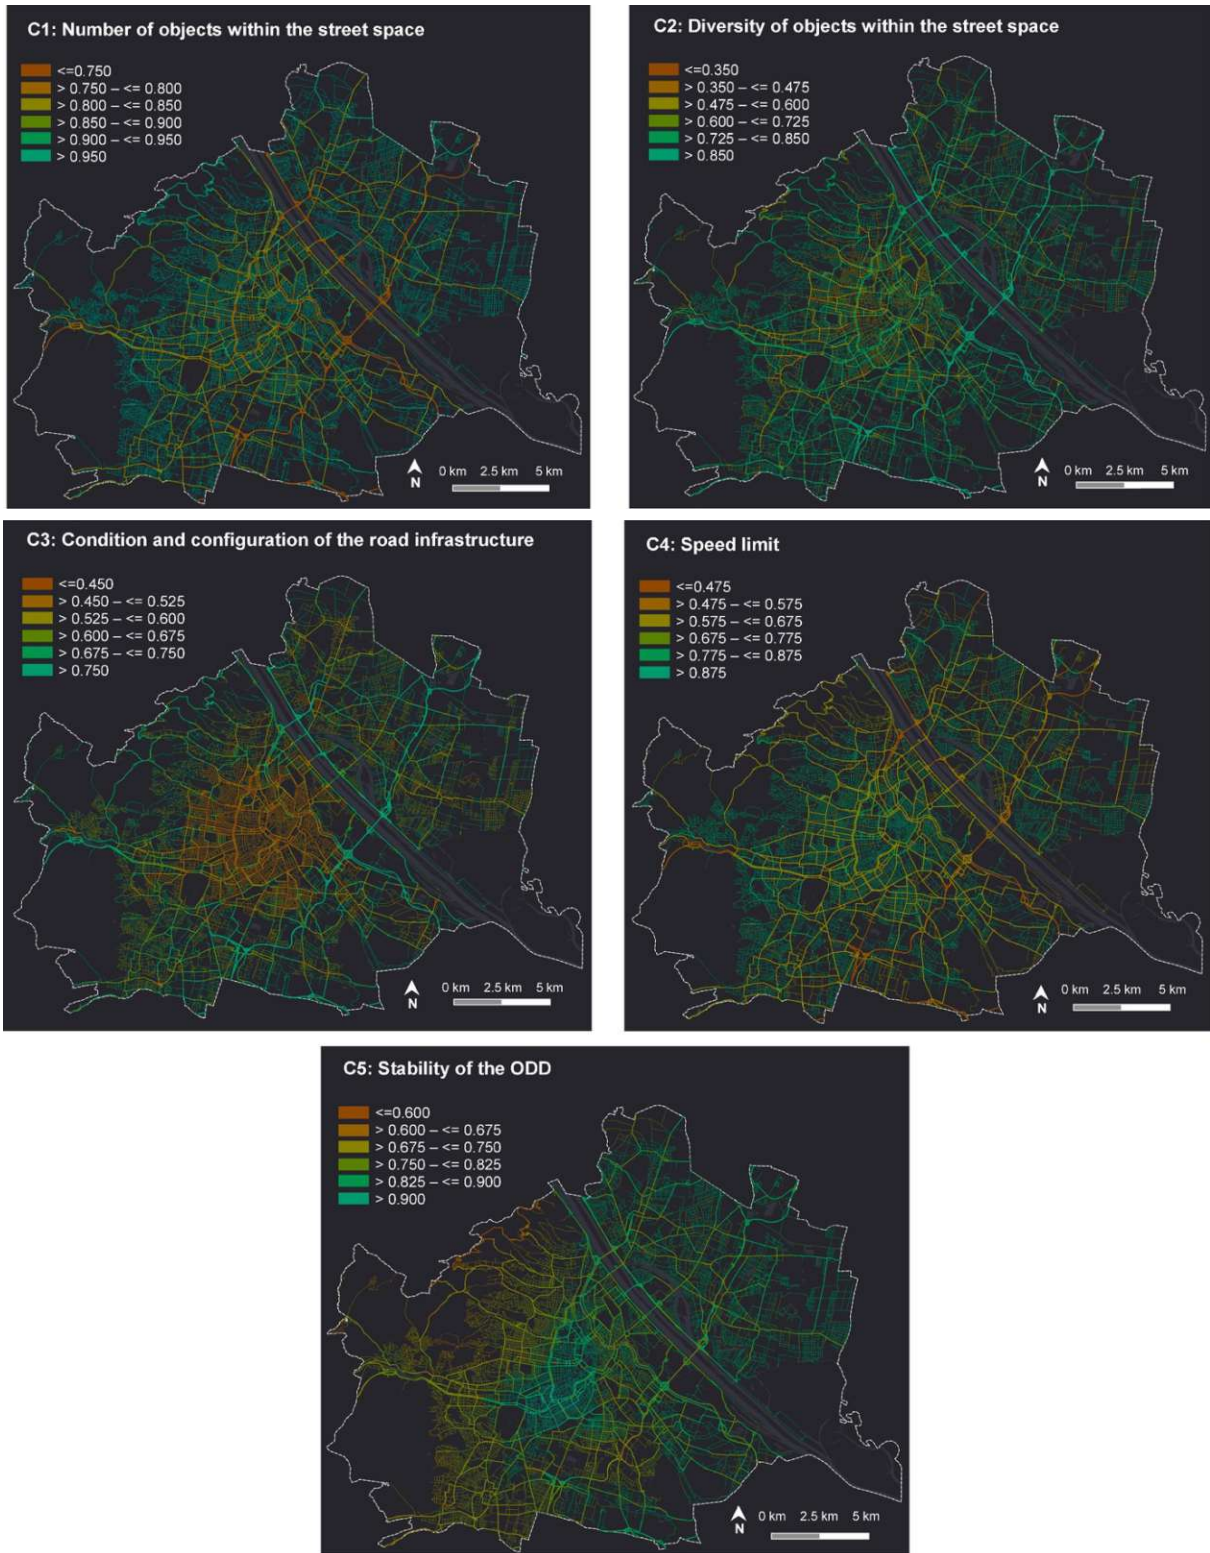 C1: Number of objects within the street space
<=0.750
> 0.750 – <= 0.800
> 0.800 – <= 0.850
> 0.850 – <= 0.900
> 0.900 – <= 0.950
> 0.950
N
0 km 2.5 km 5 km
C2: Diversity of objects within the street space
<=0.350
> 0.350 – <= 0.475
> 0.475 – <= 0.600
> 0.600 – <= 0.725
> 0.725 – <= 0.850
> 0.850
N
0 km 2.5 km 5 km
C3: Condition and configuration of the road infrastructure
<=0.450
> 0.450 – <= 0.525
> 0.525 – <= 0.600
> 0.600 – <= 0.675
> 0.675 – <= 0.750
> 0.750
N
0 km 2.5 km 5 km
C4: Speed limit
<=0.475
> 0.475 – <= 0.575
> 0.575 – <= 0.675
> 0.675 – <= 0.775
> 0.775 – <= 0.875
> 0.875
N
0 km 2.5 km 5 km
C5: Stability of the ODD
<=0.600
> 0.600 – <= 0.675
> 0.675 – <= 0.750
> 0.750 – <= 0.825
> 0.825 – <= 0.900
> 0.900
N
0 km 2.5 km 5 km